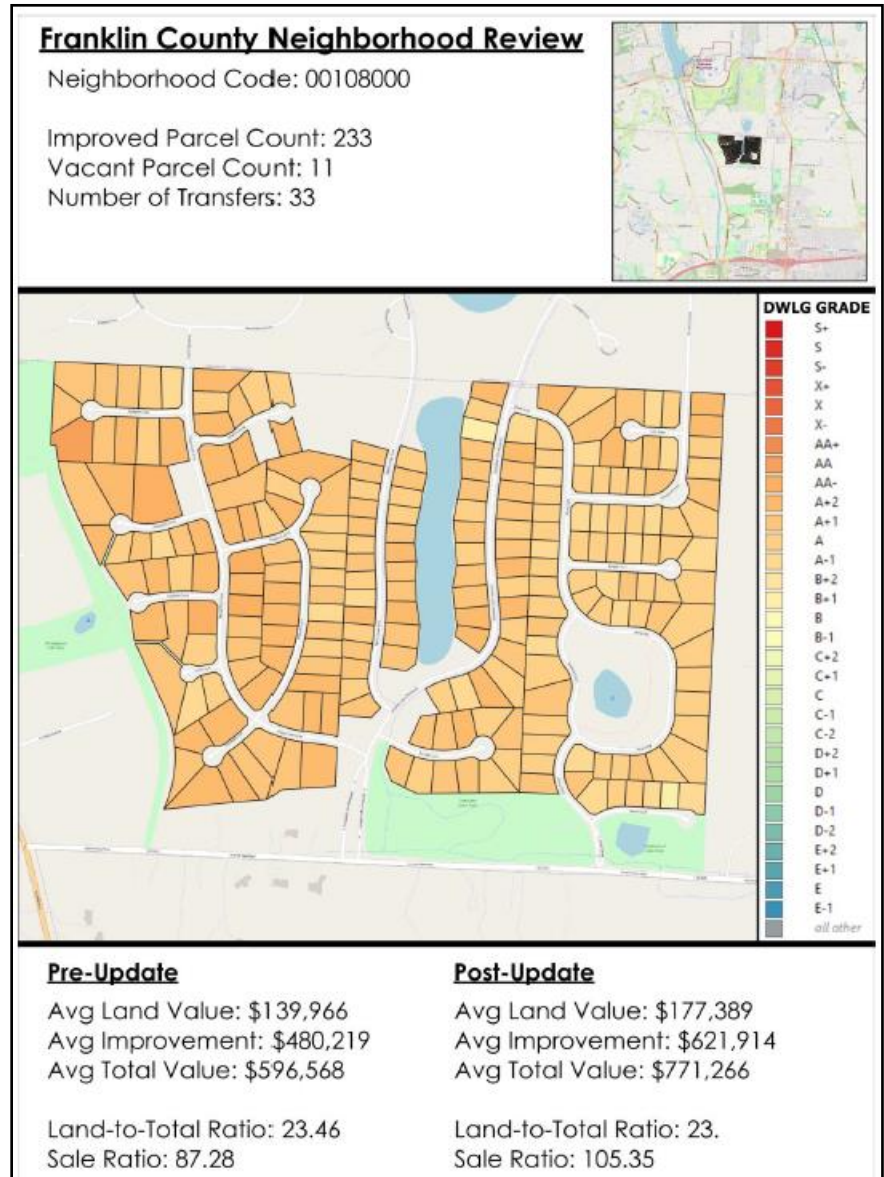 Franklin County Neighborhood Review
Neighborhood Code: 00108000
Improved Parcel Count: 233
Vacant Parcel Count: 11
Number of Transfers: 33
DWLG GRADE
S+
S
S-
X+
X
X-
AA+
AA
AA-
A+2
A+1
A
A-1
B+2
B+1
B
B-1
C+2
C+1
C
C-1
C-2
D+2
D+1
D
D-1
D-2
E+2
E+1
E
E-1
all other
Pre-Update
Avg Land Value: $139,966
Avg Improvement: $480,219
Avg Total Value: $596,568
Land-to-Total Ratio: 23.46
Sale Ratio: 87.28
Post-Update
Avg Land Value: $177,389
Avg Improvement: $621,914
Avg Total Value: $771,266
Land-to-Total Ratio: 23.
Sale Ratio: 105.35